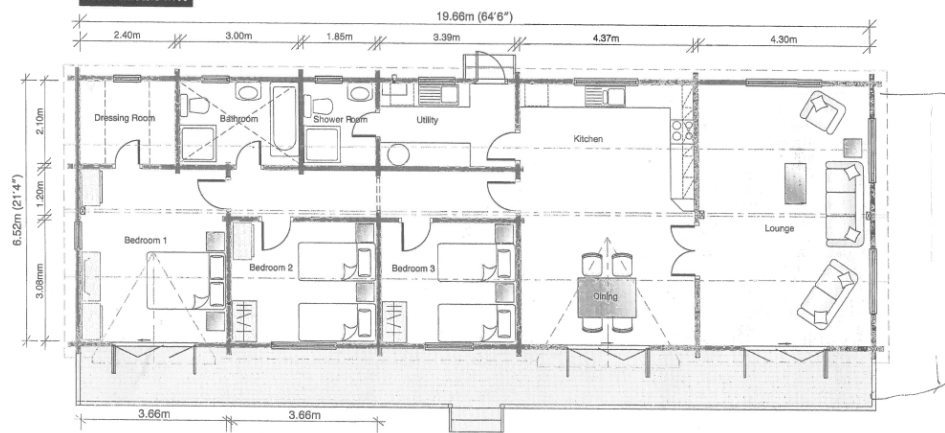 19.66m (64'6")
2.40m 3.00m 1.85m 3.39m 4.37m 4.30m
6.52m (21'4")
2.10m
1.20m
3.08mm
Dressing Room
Bathroom
Shower Room
Utility
Kitchen
Lounge
Bedroom 1
Bedroom 2
Bedroom 3
Dining
3.66m 3.66m